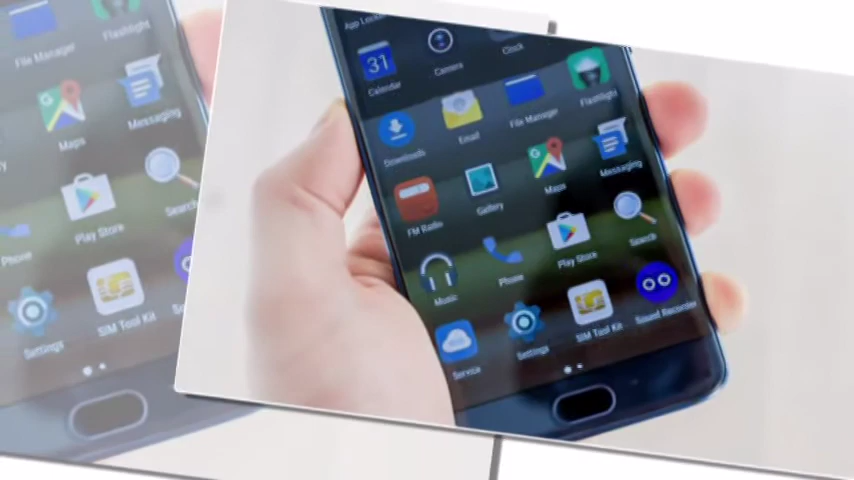 File Manager
Flashlight
Maps
Messaging
Play Store
Search
Phone
Settings
SIM Tool Kit
App Locker
31
Calendar
Camera
Clock
Downloads
Email
File Manager
Flashlight
FM Radio
Gallery
Maps
Messaging
Music
Phone
Play Store
Search
Service
Settings
SIM Tool Kit
Sound Recorder